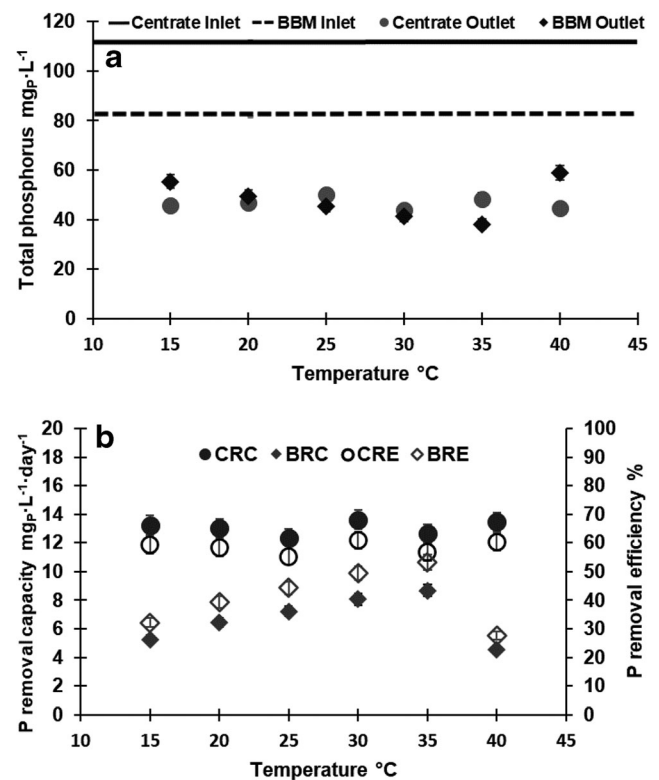 Centrate Inlet BBM Inlet Centrate Outlet BBM Outlet
a
120
100
80
60
40
20
0
Total phosphorus mgP·L-1
10 15 20 25 30 35 40 45
Temperature °C
b
CRC BRC CRE BRE
20
18
16
14
12
10
8
6
4
2
0
P removal capacity mgP·L-1·day-1
100
90
80
70
60
50
40
30
20
10
0
P removal efficiency %
10 15 20 25 30 35 40 45
Temperature °C